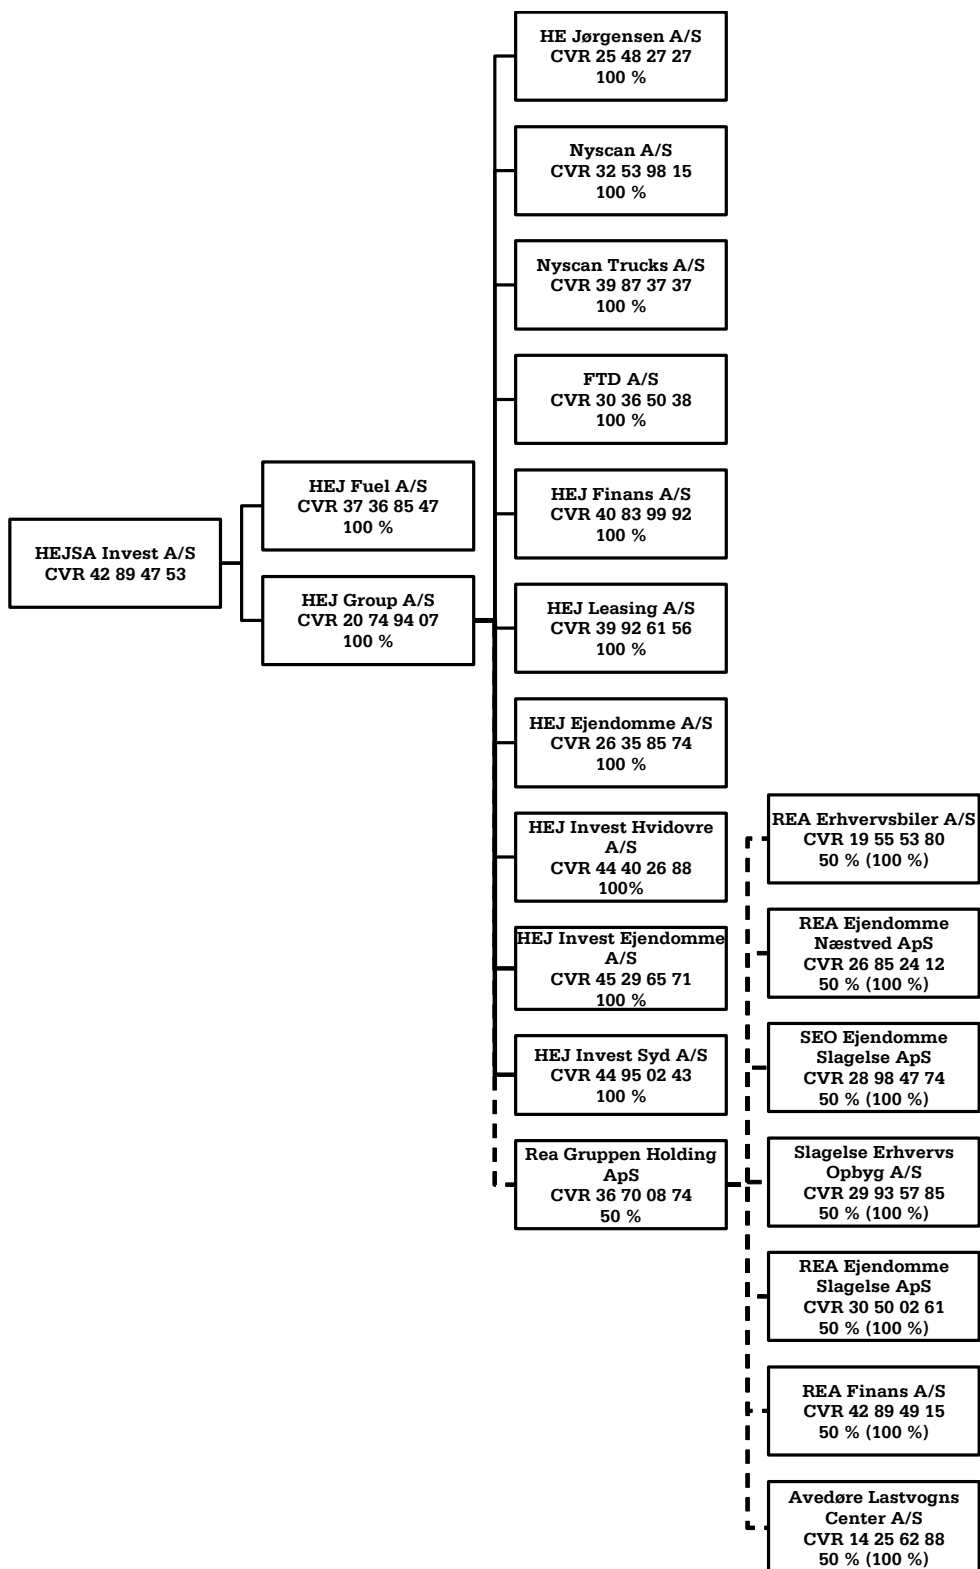 HEJSA Invest A/S
CVR 42 89 47 53
HEJ Fuel A/S
CVR 37 36 85 47
100 %
HEJ Group A/S
CVR 20 74 94 07
100 %
HE Jørgensen A/S
CVR 25 48 27 27
100 %
Nyscan A/S
CVR 32 53 98 15
100 %
Nyscan Trucks A/S
CVR 39 87 37 37
100 %
FTD A/S
CVR 30 36 50 38
100 %
HEJ Finans A/S
CVR 40 83 99 92
100 %
HEJ Leasing A/S
CVR 39 92 61 56
100 %
HEJ Ejendomme A/S
CVR 26 35 85 74
100 %
HEJ Invest Hvidovre
A/S
CVR 44 40 26 88
100%
HEJ Invest Ejendomme
A/S
CVR 45 29 65 71
100 %
HEJ Invest Syd A/S
CVR 44 95 02 43
100 %
Rea Gruppen Holding
ApS
CVR 36 70 08 74
50 %
REA Erhvervsbiler A/S
CVR 19 55 53 80
50 % (100 %)
REA Ejendomme
Næstved ApS
CVR 26 85 24 12
50 % (100 %)
SEO Ejendomme
Slagelse ApS
CVR 28 98 47 74
50 % (100 %)
Slagelse Erhvervs
Opbyg A/S
CVR 29 93 57 85
50 % (100 %)
REA Ejendomme
Slagelse ApS
CVR 30 50 02 61
50 % (100 %)
REA Finans A/S
CVR 42 89 49 15
50 % (100 %)
Avedøre Lastvogns
Center A/S
CVR 14 25 62 88
50 % (100 %)